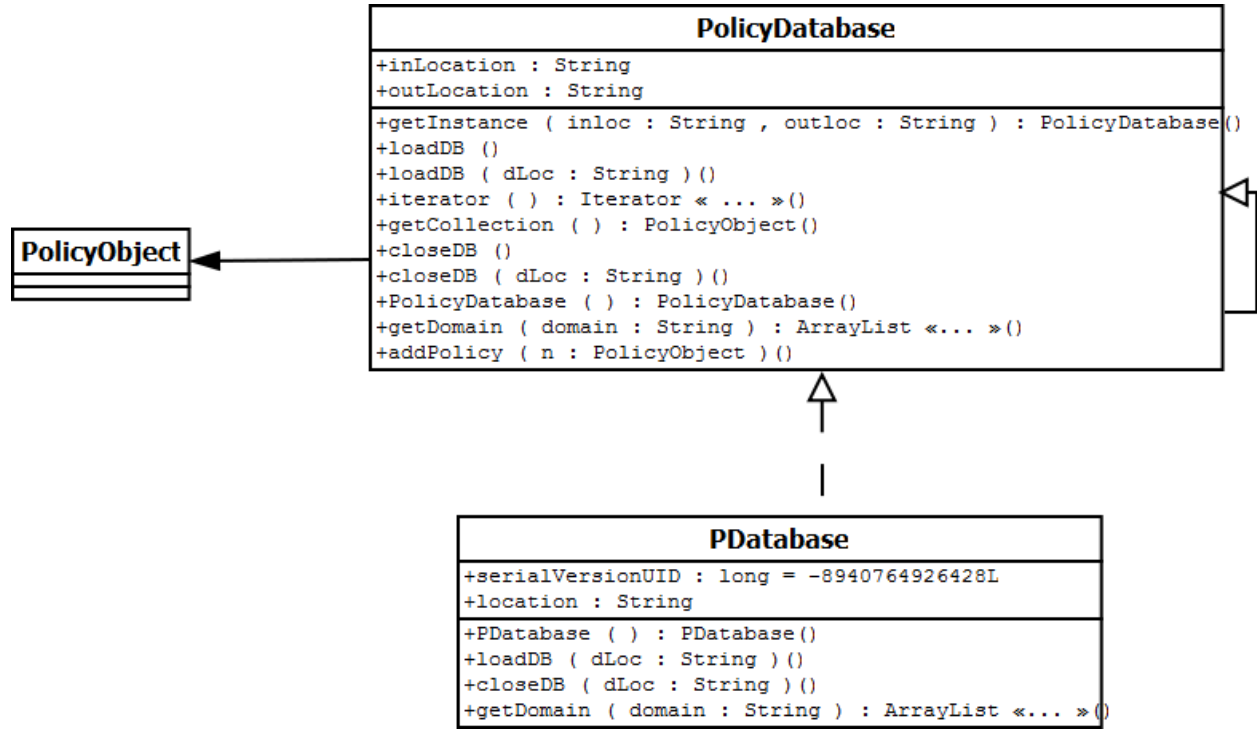 PolicyDatabase
+inLocation : String
+outLocation : String
+getInstance ( inloc : String , outloc : String ) : PolicyDatabase()
+loadDB ()
+loadDB ( dLoc : String )()
+iterator ( ) : Iterator « ... »()
+getCollection ( ) : PolicyObject()
+closeDB ()
+closeDB ( dLoc : String )()
+PolicyDatabase ( ) : PolicyDatabase()
+getDomain ( domain : String ) : ArrayList «... »()
+addPolicy ( n : PolicyObject )()
PolicyObject
PDatabase
+serialVersionUID : long = -8940764926428L
+location : String
+PDatabase ( ) : PDatabase()
+loadDB ( dLoc : String )()
+closeDB ( dLoc : String )()
+getDomain ( domain : String ) : ArrayList «... »()